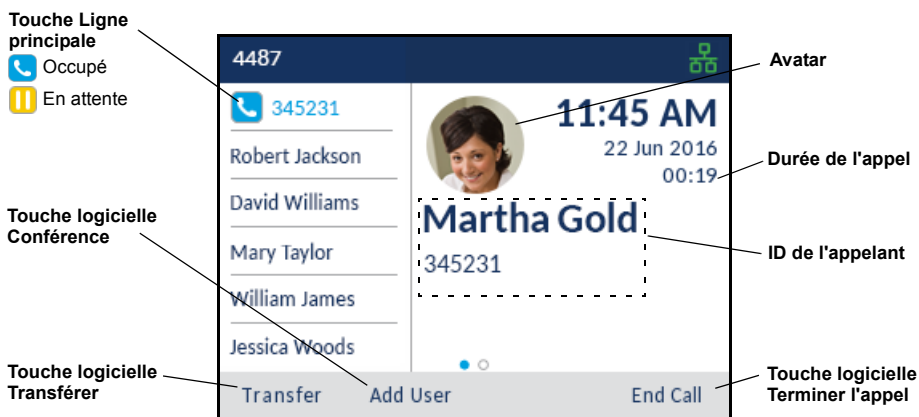 Touche Ligne
principale
Occupé
En attente
Touche logicielle
Conférence
Touche logicielle
Transférer
4487
345231
Robert Jackson
David Williams
Mary Taylor
William James
Jessica Woods
11:45 AM
22 Jun 2016
00:19
Martha Gold
345231
Transfer
Add User
End Call
Avatar
Durée de l'appel
ID de l'appelant
Touche logicielle
Terminer l'appel